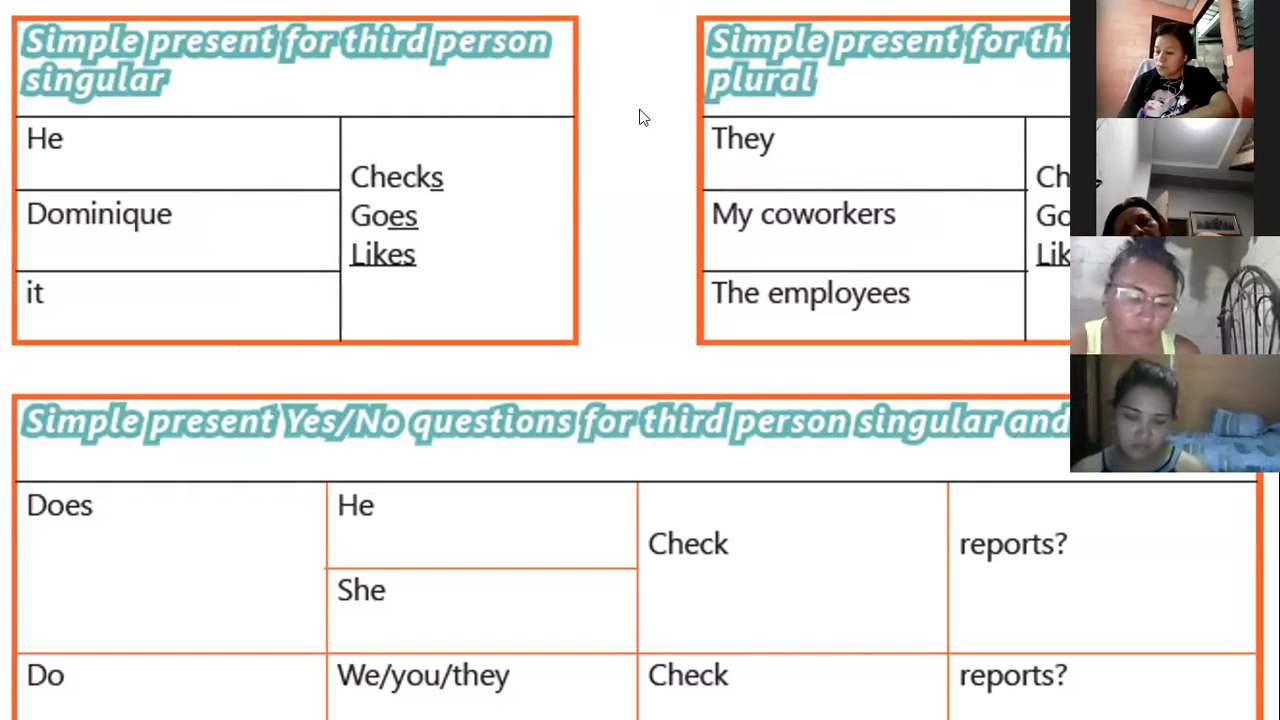 Simple present for third person
singular
He
Dominique
it
Checks
Goes
Likes
plural
They
My coworkers
The employees
Simple present for
Simple present Yes/No questions for third person singular and
Does
He
Check
reports?
She
Do
We/you/they
Check
reports?